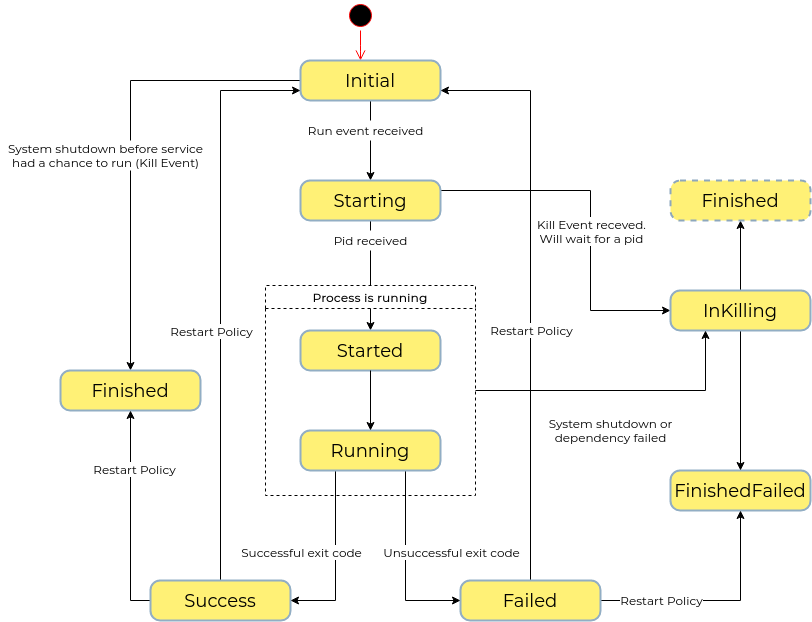 Initial
Run event received
System shutdown before service
had a chance to run (Kill Event)
Starting
Finished
Kill Event receved.
Will wait for a pid
Pid received
Process is running
InKilling
Restart Policy
Restart Policy
Started
Finished
System shutdown or
dependency failed
Running
Restart Policy
FinishedFailed
Successful exit code
Unsuccessful exit code
Success
Failed
Restart Policy